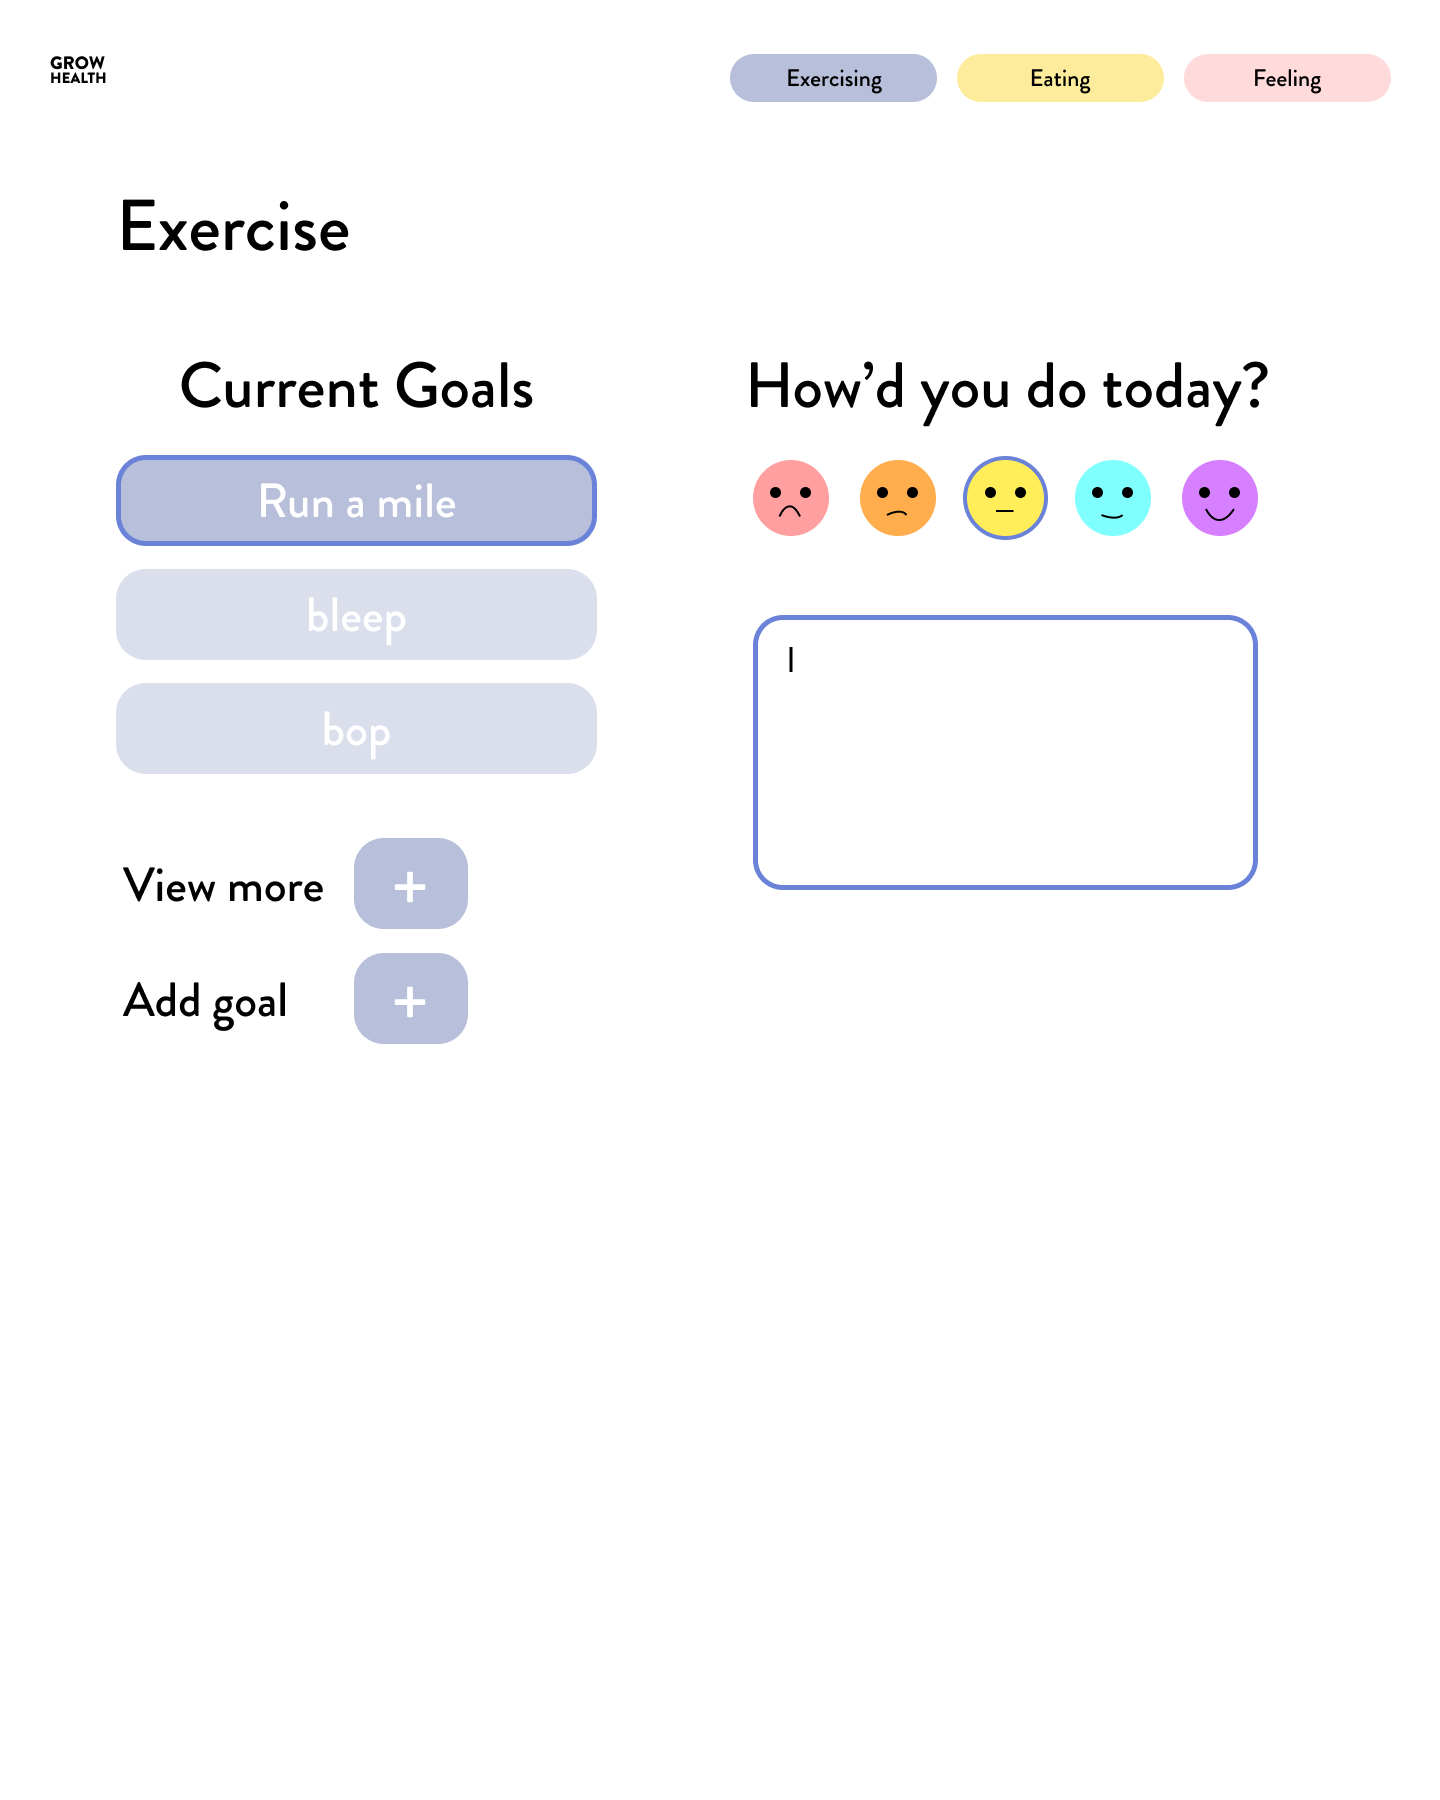 GROW
HEALTH
Exercising
Eating
Feeling
Exercise
Current Goals
Run a mile
bleep
bop
View more
+
Add goal
+
How’d you do today?